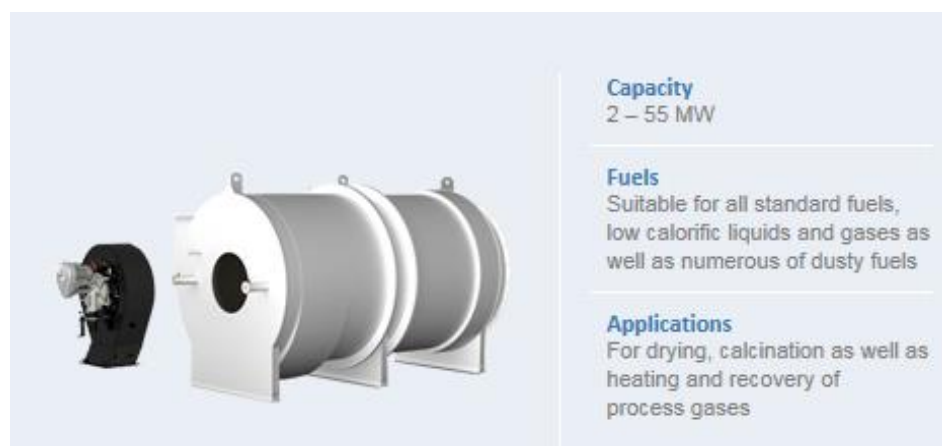 Capacity
2 – 55 MW
Fuels
Suitable for all standard fuels,
low calorific liquids and gases as
well as numerous of dusty fuels
Applications
For drying, calcination as well as
heating and recovery of
process gases